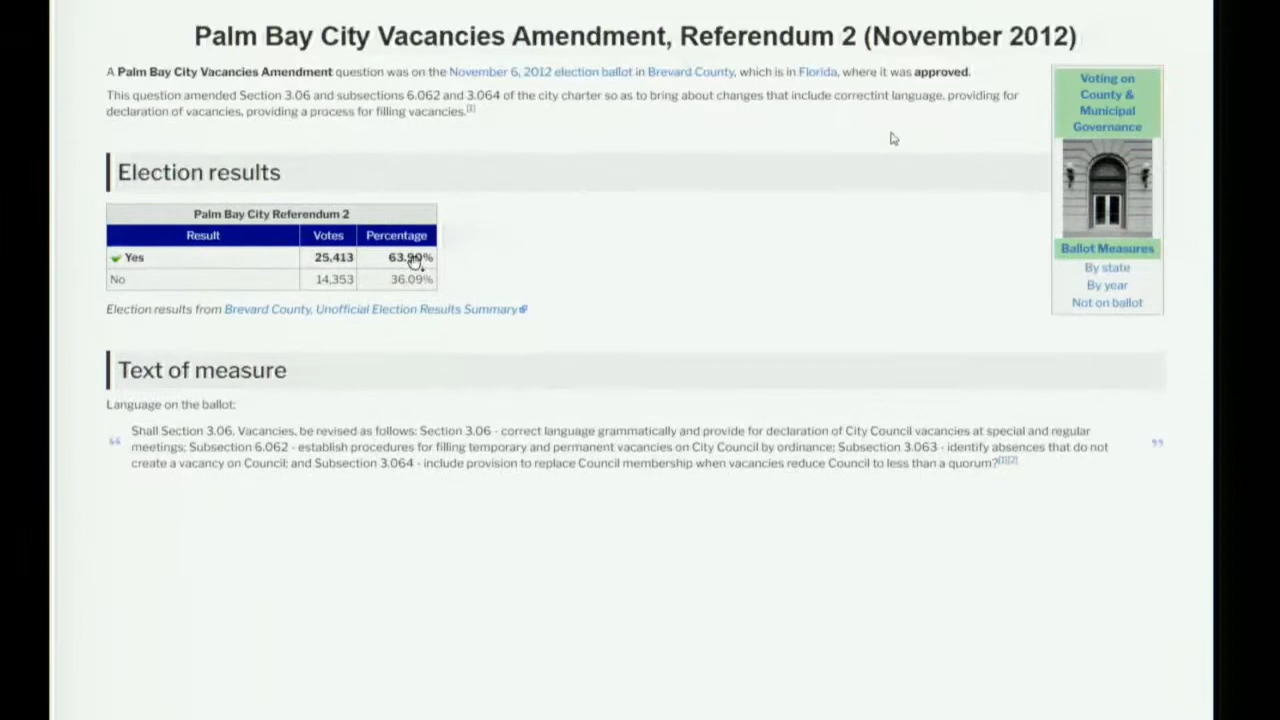 Palm Bay City Vacancies Amendment, Referendum 2 (November 2012)
A Palm Bay City Vacancies Amendment question was on the November 6, 2012 election ballot in Brevard County, which is in Florida, where it was approved.
This question amended Section 3.06 and subsections 6.062 and 3.064 of the city charter so as to bring about changes that include correctint language, providing for
declaration of vacancies, providing a process for filling vacancies.[1]
Voting on
County &
Municipal
Governance
Ballot Measures
By state
By year
Not on ballot
Election results
Palm Bay City Referendum 2
Result Votes Percentage
Yes 25,413
No 14,353 36.09%
Election results from Brevard County, Unofficial Election Results Summary
Text of measure
Language on the ballot:
“ Shall Section 3.06, Vacancies, be revised as follows: Section 3.06 - correct language grammatically and provide for declaration of City Council vacancies at special and regular
meetings; Subsection 6.062 - establish procedures for filling temporary and permanent vacancies on City Council by ordinance; Subsection 3.063 - identify absences that do not
create a vacancy on Council; and Subsection 3.064 - include provision to replace Council membership when vacancies reduce Council to less than a quorum?[1][2] ”